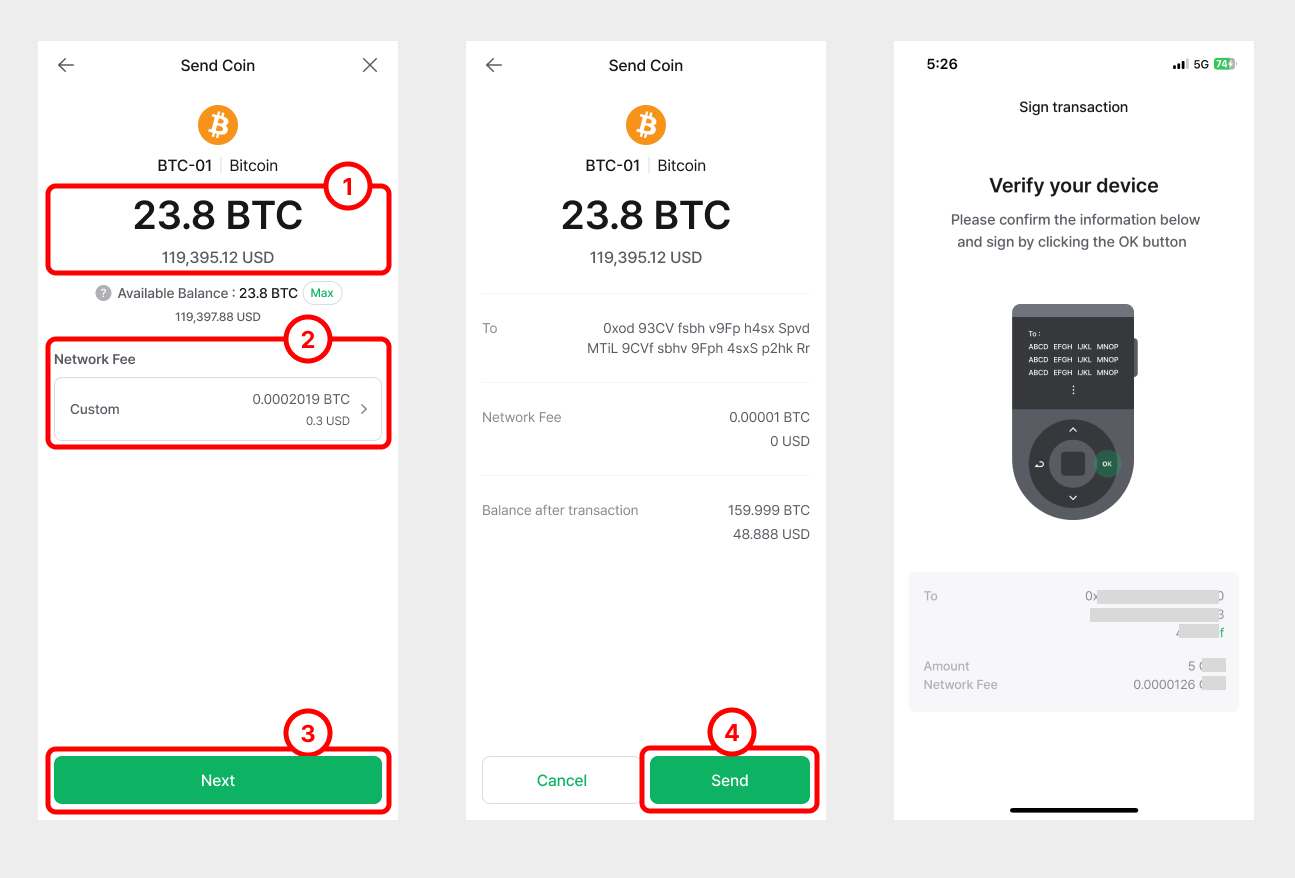 Send Coin
BTC-01 | Bitcoin
1
23.8 BTC
119,395.12 USD
? Available Balance : 23.8 BTC Max
119,397.88 USD
2
Network Fee
Custom 0.0002019 BTC
0.3 USD
3
Next
Send Coin
BTC-01 | Bitcoin
23.8 BTC
119,395.12 USD
To 0xod 93CV fsbh v9Fp h4sx Spvd
MTiL 9CVf sbhv 9Fph 4sxS p2hk Rr
Network Fee 0.00001 BTC
0 USD
Balance after transaction 159.999 BTC
48.888 USD
4
Cancel Send
5:26 5G 74
Sign transaction
Verify your device
Please confirm the information below
and sign by clicking the OK button
To :
ABCD EFGH IJKL MNOP
ABCD EFGH IJKL MNOP
ABCD EFGH IJKL MNOP
OK
To 0x 0
3
f
Amount 5
Network Fee 0.0000126